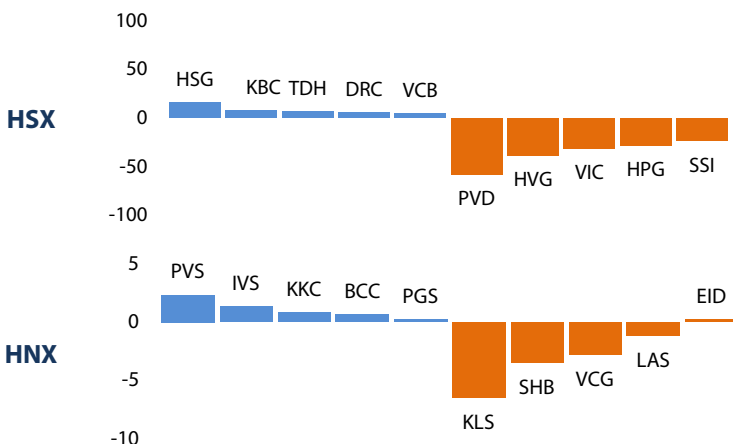 100
50
HSG
KBC TDH DRC VCB
0
HSX
-50
PVD HVG VIC HPG SSI
-100
5
PVS IVS KKC BCC PGS EID
0
HNX
-5
KLS SHB VCG LAS
-10